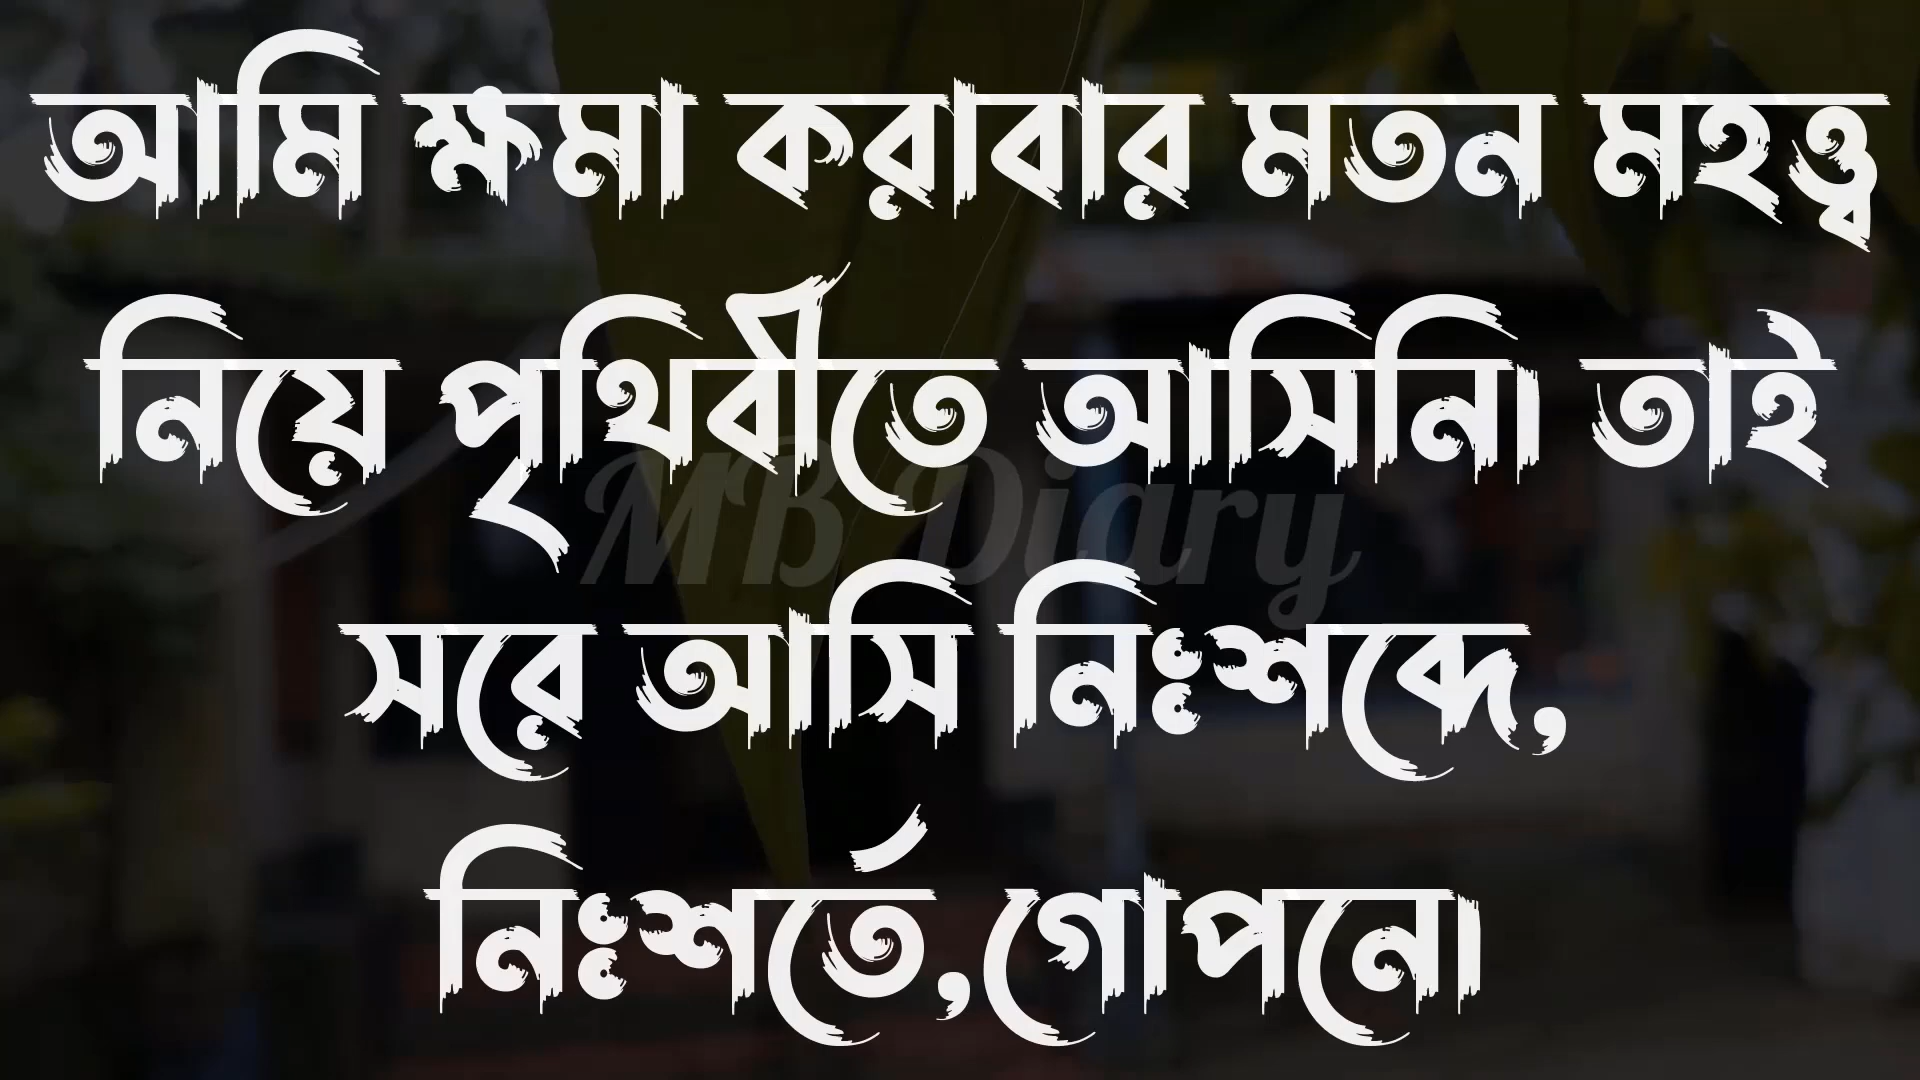 আমি ক্ষমা করাবার মতন মহত্ত্ব
নিয়ে পৃথিবীতে আসিনি। তাই
MB Diary
সরে আসি নিঃশব্দে,
নিঃশর্তে,গোপনে।